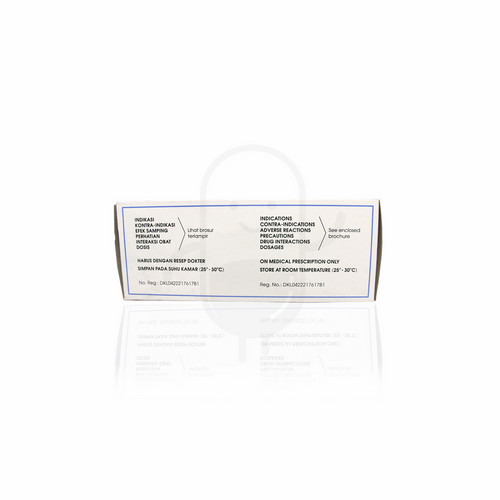 INDIKASI
KONTRA-INDIKASI
EFEK SAMPING
PERHATIAN
INTERAKSI OBAT
DOSIS
Lihat brosur
terlampir
HARUS DENGAN RESEP DOKTER
SIMPAN PADA SUHU KAMAR (25° - 30°C)
No. Reg : DKL0422217617B1
INDICATIONS
CONTRA-INDICATIONS
ADVERSE REACTIONS
PRECAUTIONS
DRUG INTERACTIONS
DOSAGES
See enclosed
brochure
ON MEDICAL PRESCRIPTION ONLY
STORE AT ROOM TEMPERATURE (25° - 30°C)
Reg. No.: DKL0422217617B1